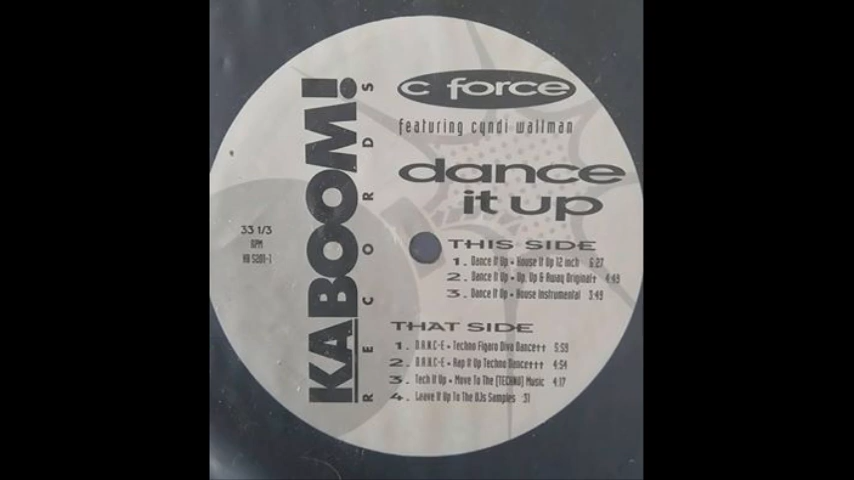 KABOOM!
RECORDS
c force
featuring cyndi wallman
dance
it up
33 1/3
RPM
KB 5201-1
THIS SIDE
1. Dance It Up • House It Up 12 inch 6:27
2. Dance It Up • Up, Up & Away Original† 4:49
3. Dance It Up • House Instrumental 3:49
THAT SIDE
1. D.A.N.C-E • Techno Figaro Diva Dance†† 5:59
2. D.A.N.C-E • Rap It Up Techno Dance††† 4:54
3. Tech It Up • Move To The (TECHNO) Music 4:17
4. Leave It Up To The DJs Samples :31